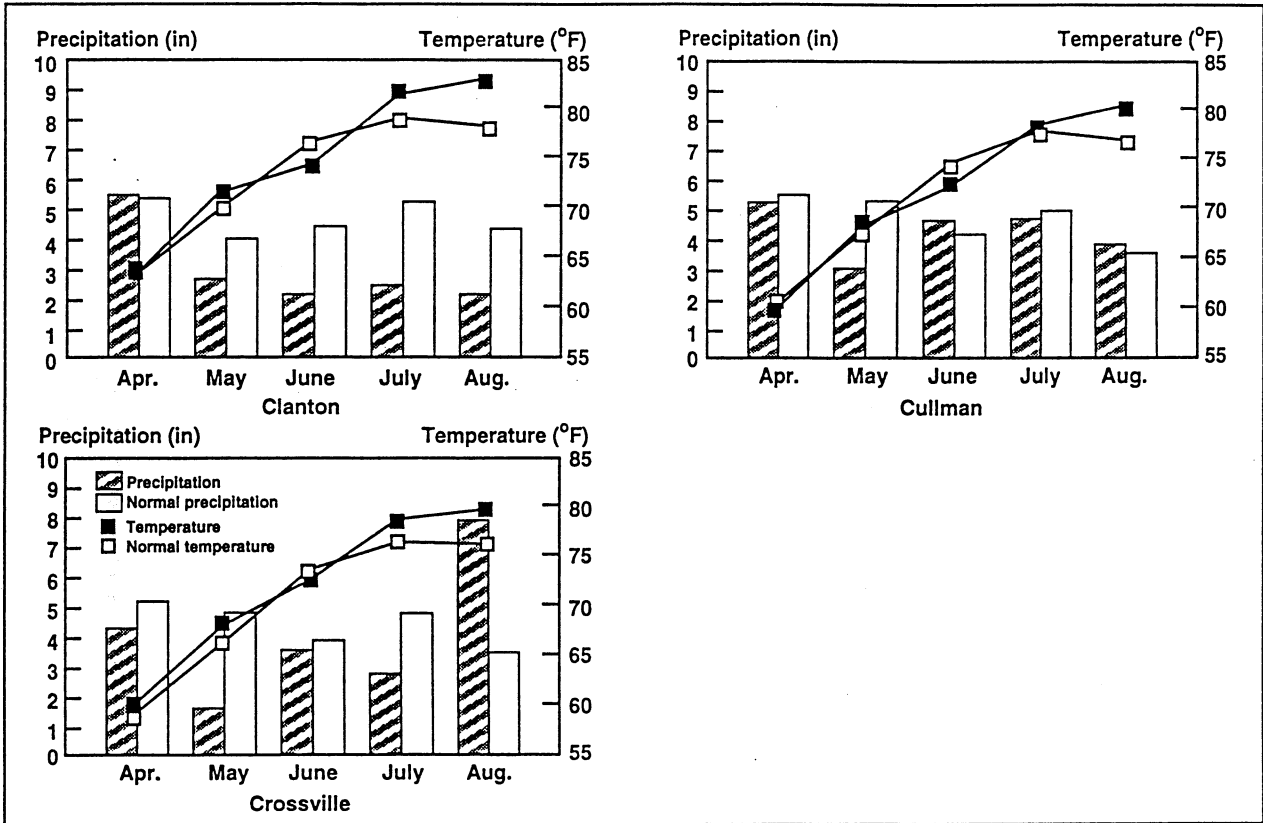 Precipitation (in) Temperature (°F)
10 85
9
8 80
7 75
6
5 70
4
3 65
2 60
1
0 55
Apr. May June July Aug.
Clanton
Precipitation (in) Temperature (°F)
10 85
9
8 80
7 75
6
5 70
4
3 65
2 60
1
0 55
Apr. May June July Aug.
Cullman
Precipitation (in) Temperature (°F)
10 85
9
8 80
7 75
6
5 70
4
3 65
2 60
1
0 55
Precipitation
Normal precipitation
Temperature
Normal temperature
Apr. May June July Aug.
Crossville